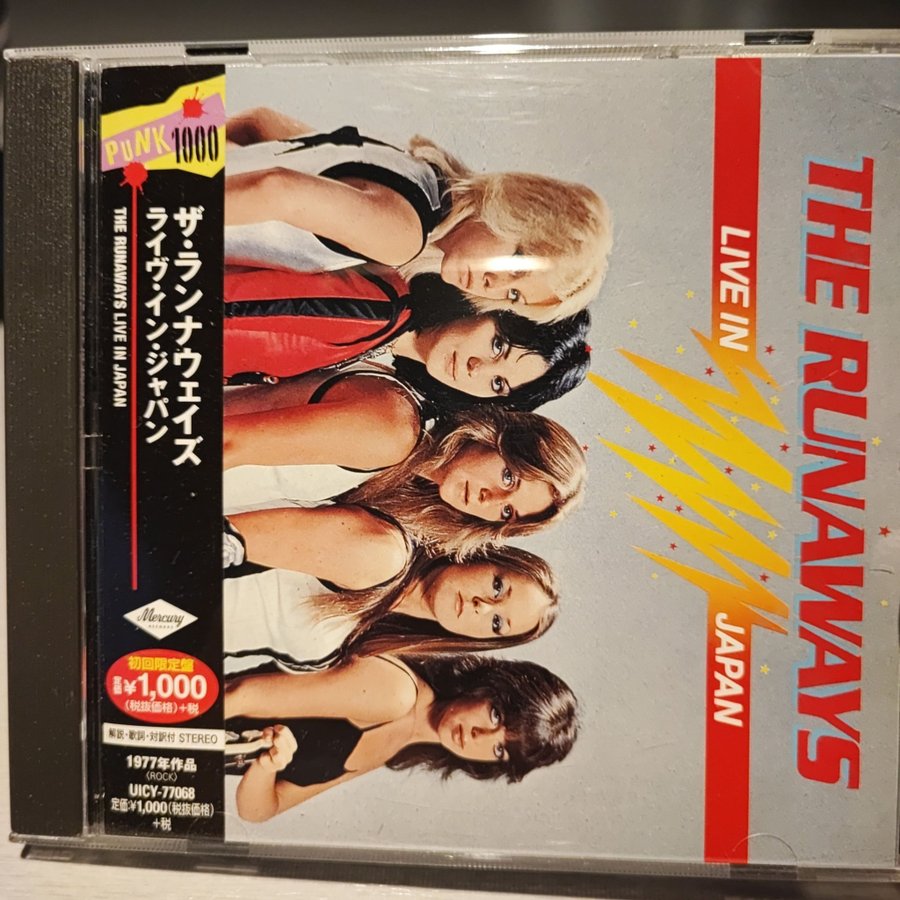 PUNK 1000
ザ・ランナウェイズ
ライヴ・イン・ジャパン
THE RUNAWAYS LIVE IN JAPAN
Mercury
RECORDS
初回限定盤
定価¥1,000
(税抜価格)+税
解説・歌詞・対訳付 STEREO
1977年作品
〈ROCK〉
UICY-77068
定価:¥1,000(税抜価格)
+税
THE RUNAWAYS
LIVE IN JAPAN